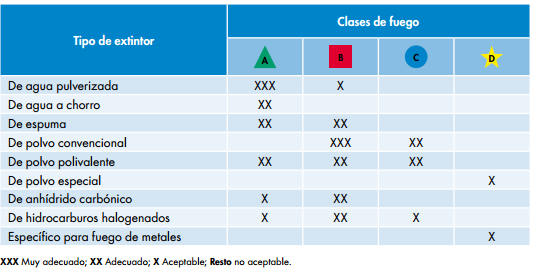 Tipo de extintor
Clases de fuego
A B C D
De agua pulverizada XXX X
De agua a chorro XX
De espuma XX XX
De polvo convencional XXX XX
De polvo polivalente XX XX XX
De polvo especial X
De anhídrido carbónico X XX
De hidrocarburos halogenados X XX X
Específico para fuego de metales X
XXX Muy adecuado; XX Adecuado; X Aceptable; Resto no aceptable.